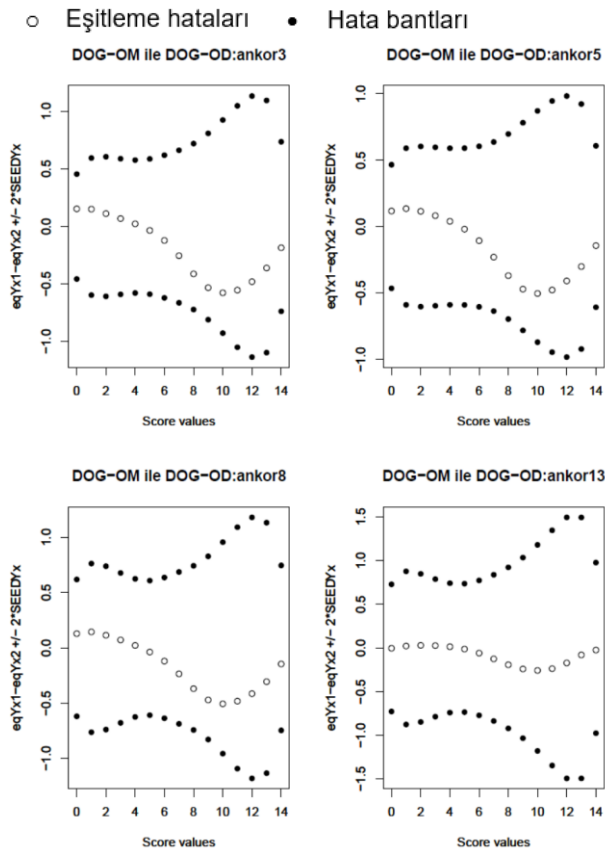 ○ Eşitleme hataları ● Hata bantları
DOG−OM ile DOG−OD:ankor3
eqYx1−eqYx2 +/− 2*SEEDYx
1.0
0.5
0.0
−0.5
−1.0
0 2 4 6 8 10 12 14
Score values
DOG−OM ile DOG−OD:ankor5
eqYx1−eqYx2 +/− 2*SEEDYx
1.0
0.5
0.0
−0.5
−1.0
0 2 4 6 8 10 12 14
Score values
DOG−OM ile DOG−OD:ankor8
eqYx1−eqYx2 +/− 2*SEEDYx
1.0
0.5
0.0
−0.5
−1.0
0 2 4 6 8 10 12 14
Score values
DOG−OM ile DOG−OD:ankor13
eqYx1−eqYx2 +/− 2*SEEDYx
1.5
1.0
0.5
0.0
−0.5
−1.0
−1.5
0 2 4 6 8 10 12 14
Score values